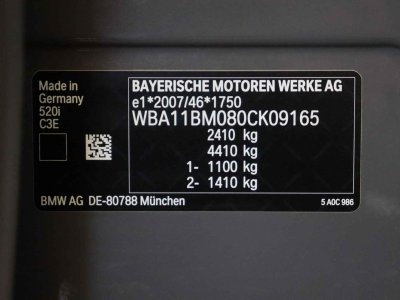 Made in
Germany
520i
C3E
BAYERISCHE MOTOREN WERKE AG
e1*2007/46*1750
WBA11BM080CK09165
2410 kg
4410 kg
1- 1100 kg
2- 1410 kg
BMW AG DE-80788 München
5 A0C 986